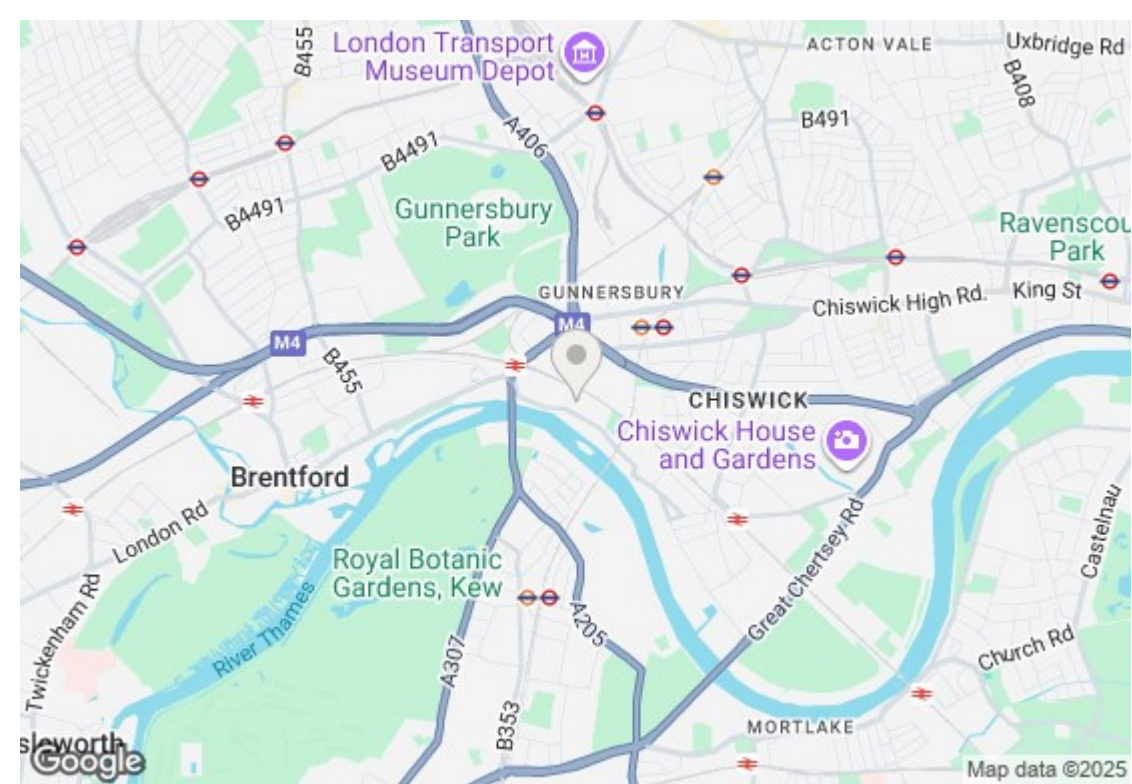 London Transport
Museum Depot
B455
ACTON VALE
Uxbridge Rd
B408
B491
A406
B4491
B4491
Gunnersbury
Park
Ravenscou
Park
GUNNERSBURY
Chiswick High Rd.
King St
M4
M4
B455
CHISWICK
Chiswick House
and Gardens
Brentford
London Rd
Great Chertsey Rd
Castelnau
Royal Botanic
Gardens, Kew
Twickenham Rd
River Thames
A307
A205
Church Rd
B353
MORTLAKE
sleworth
Google
Map data ©2025